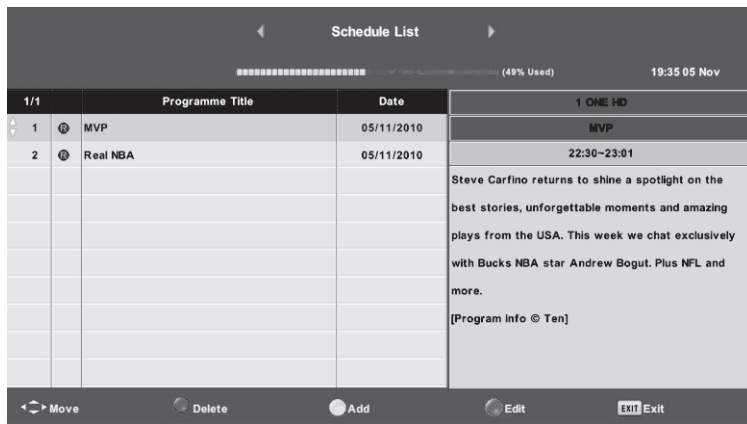 Schedule List
(49% Used) 19:35 05 Nov
1/1 Programme Title Date 1 ONE HD
1 R MVP 05/11/2010 MVP
2 R Real NBA 05/11/2010 22:30~23:01
Steve Carfino returns to shine a spotlight on the
best stories, unforgettable moments and amazing
plays from the USA. This week we chat exclusively
with Bucks NBA star Andrew Bogut. Plus NFL and
more.
[Program info © Ten]
Move Delete Add Edit EXIT Exit